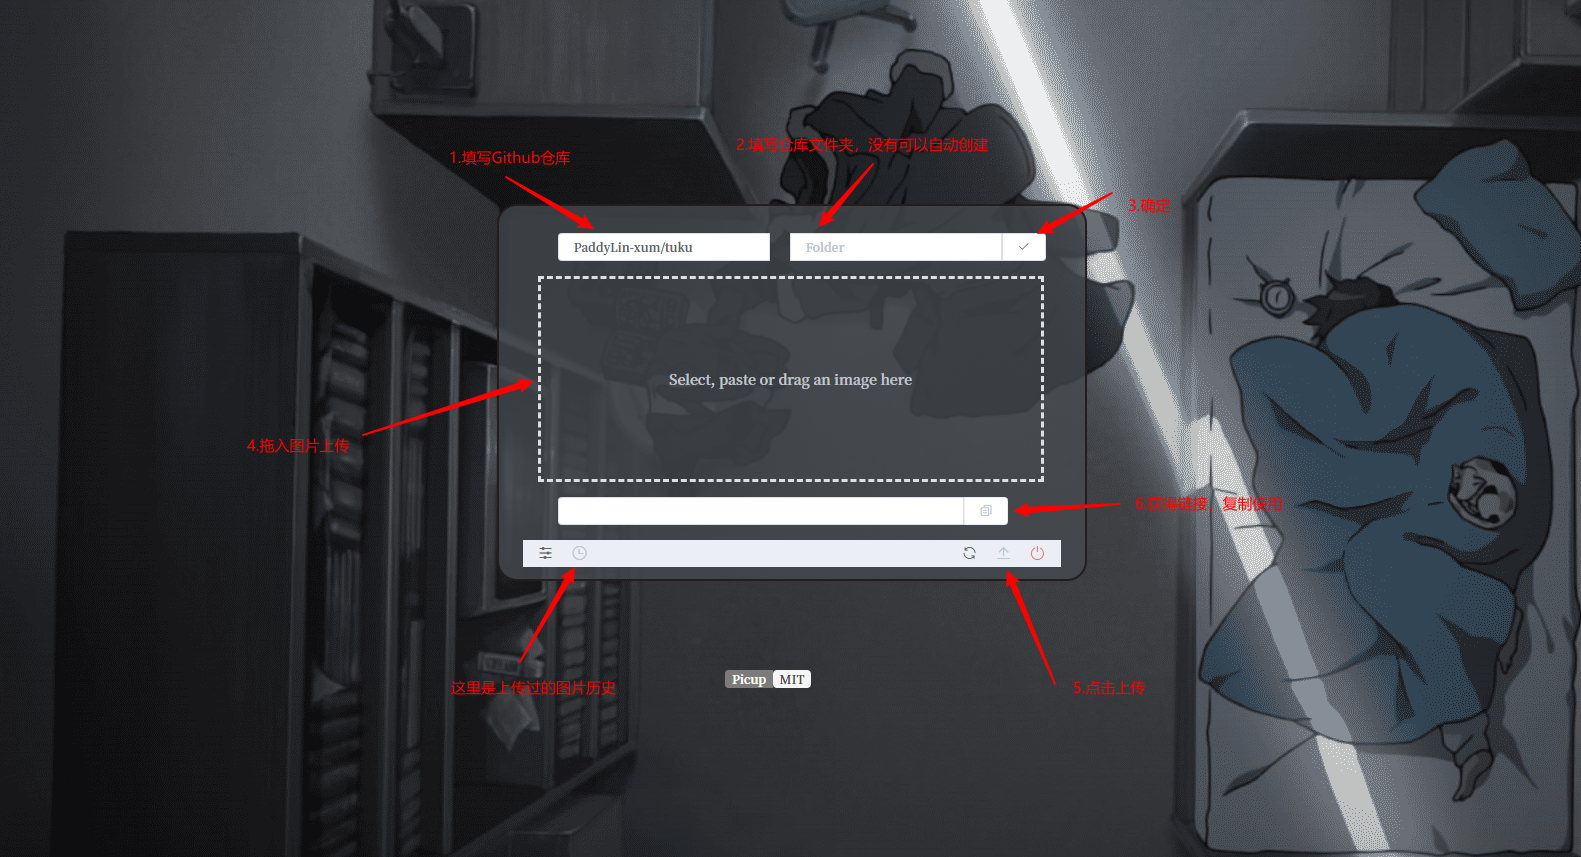 2.填写仓库文件夹，没有可以自动创建
1.填写Github仓库
3.确定
PaddyLin-xum/tuku
Folder
Select, paste or drag an image here
4.拖入图片上传
6.获得链接，复制使用
这里是上传过的图片历史
Picup MIT
5.点击上传